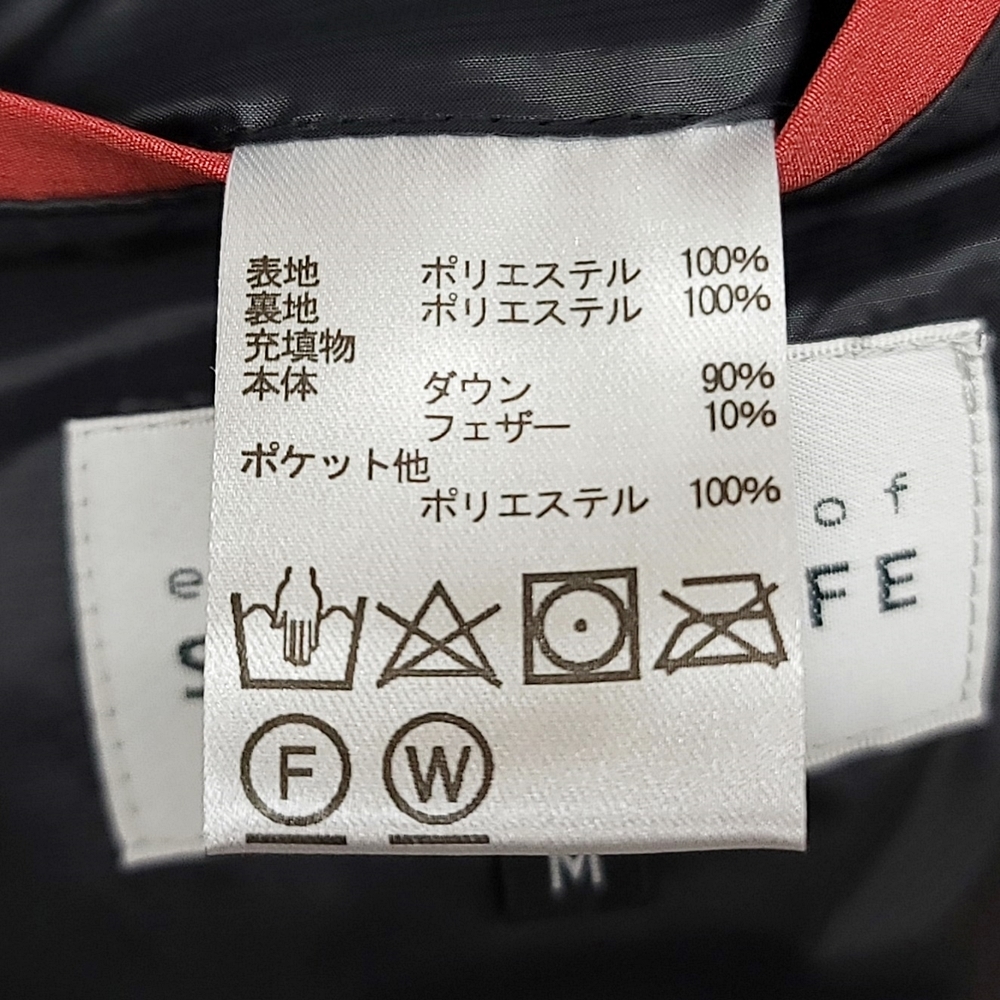 表地 ポリエステル 100%
裏地 ポリエステル 100%
充填物
本体 ダウン 90%
フェザー 10%
ポケット他
ポリエステル 100%
of
FE
F W
M